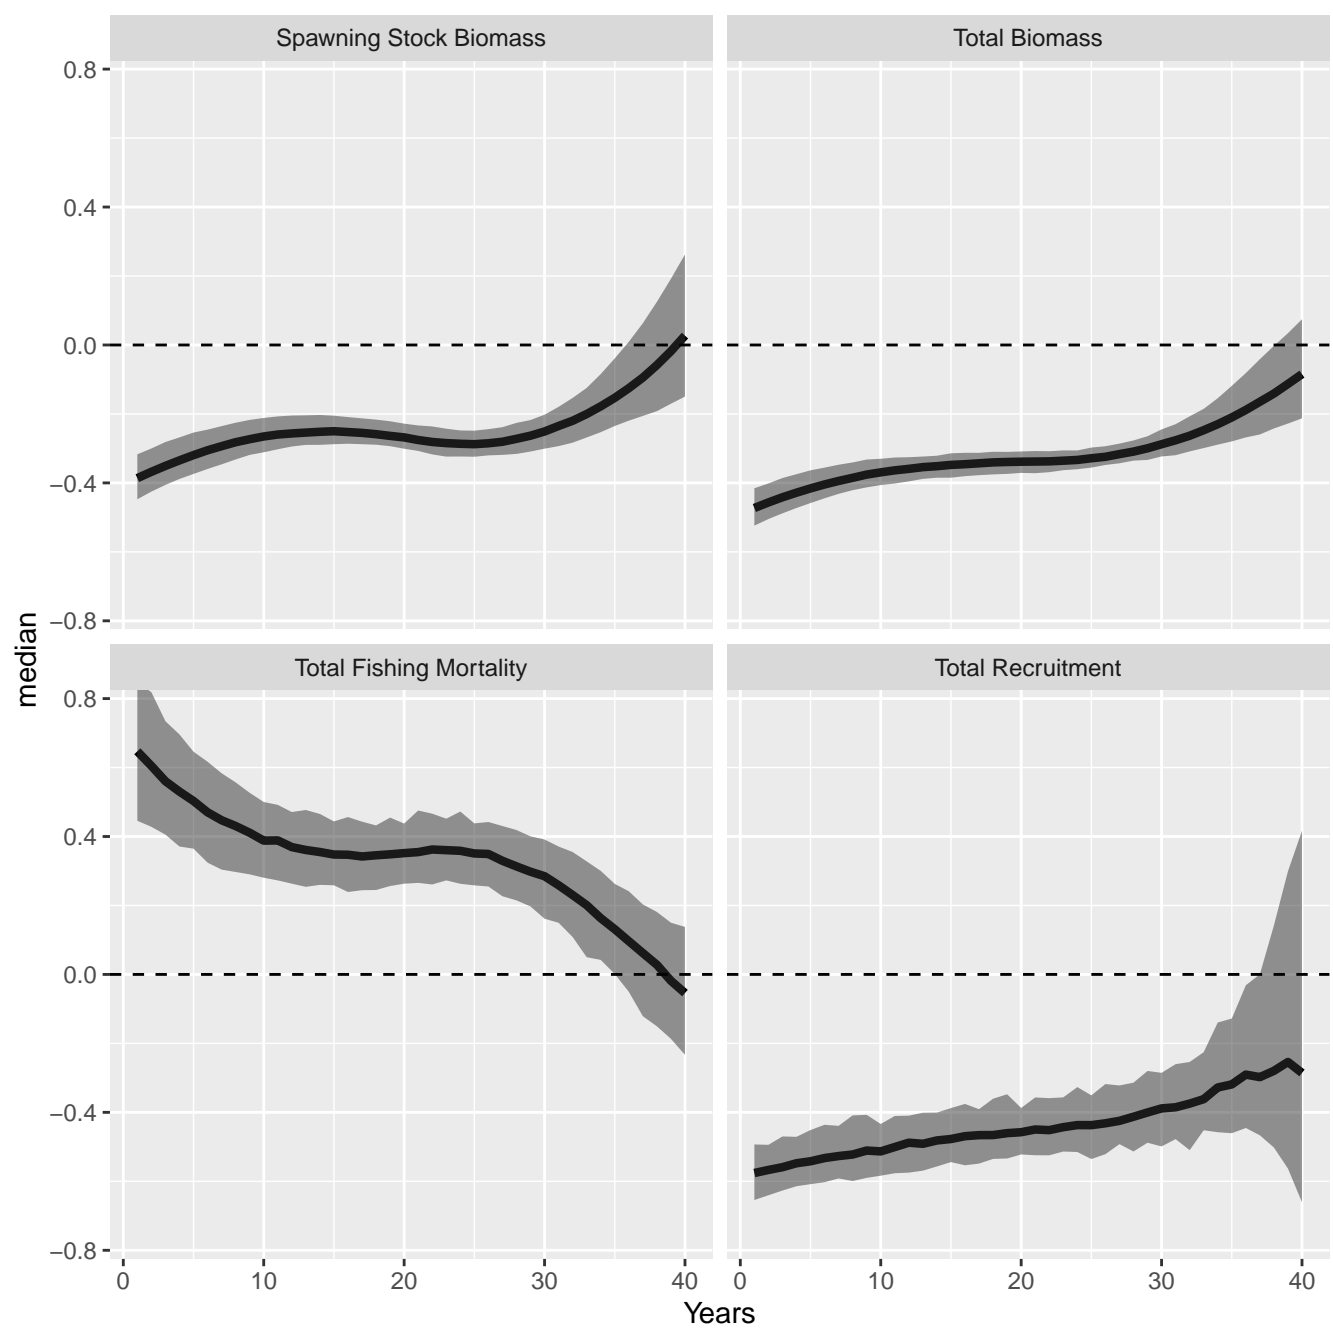 Spawning Stock Biomass
Total Biomass
0.8
0.4
0.0
−0.4
−0.8
median
Total Fishing Mortality
Total Recruitment
0.8
0.4
0.0
−0.4
−0.8
0 10 20 30 40
0 10 20 30 40
Years